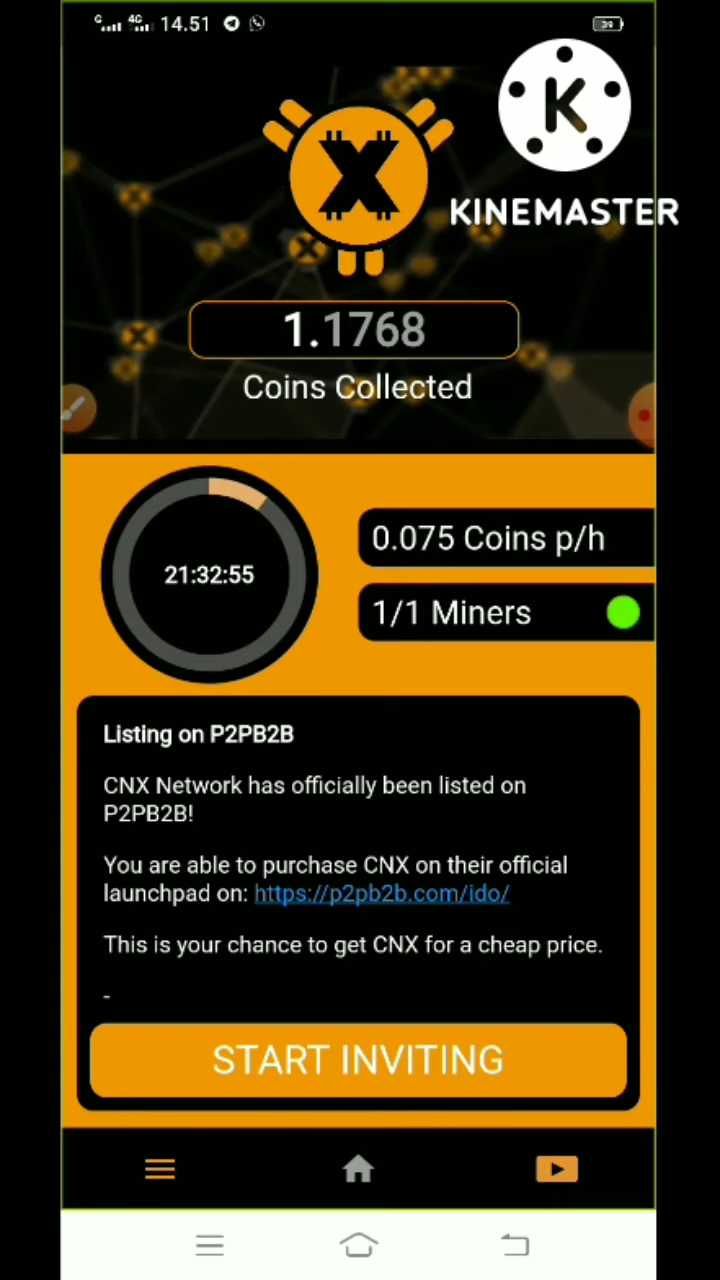 G 4G 14.51 39
K
KINEMASTER
X
1.1768
Coins Collected
21:32:55
0.075 Coins p/h
1/1 Miners
Listing on P2PB2B
CNX Network has officially been listed on
P2PB2B!
You are able to purchase CNX on their official
launchpad on: https://p2pb2b.com/ido/
This is your chance to get CNX for a cheap price.
-
START INVITING